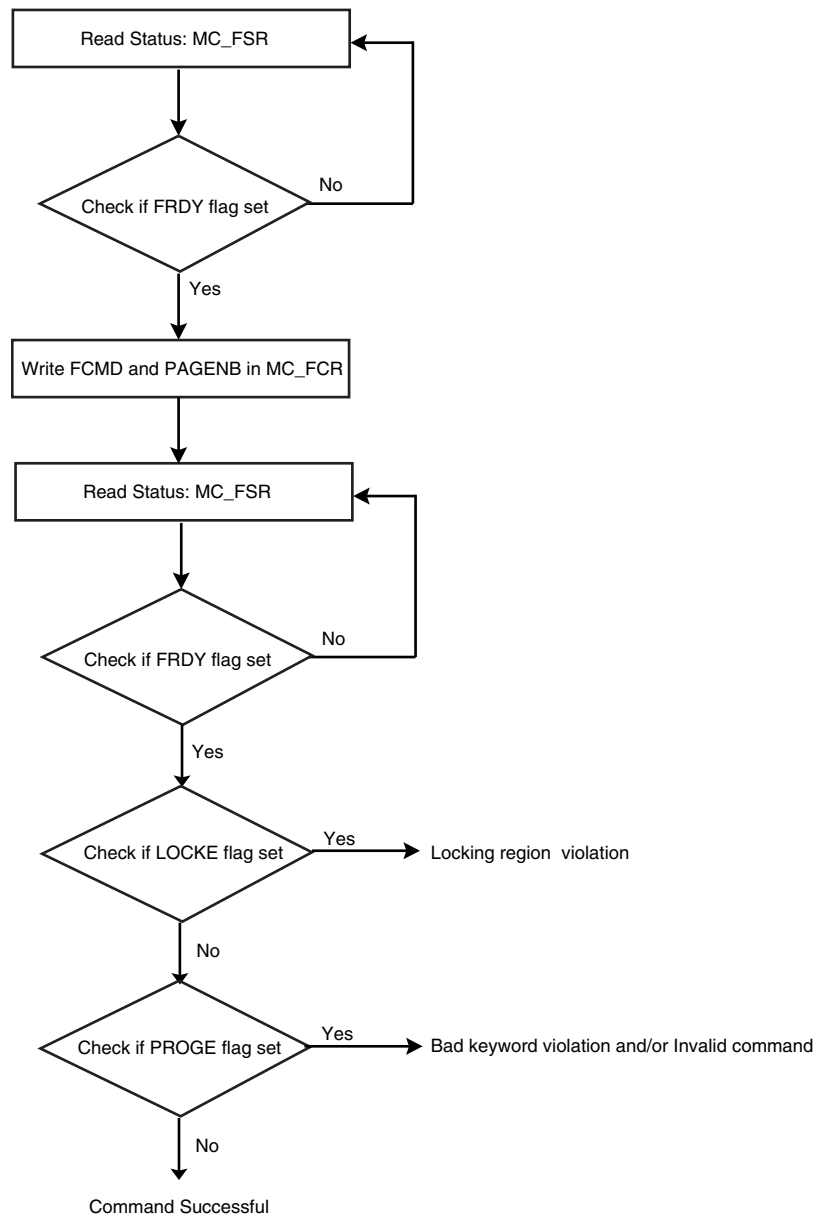 Read Status: MC_FSR
No
Check if FRDY flag set
Yes
Write FCMD and PAGENB in MC_FCR
Read Status: MC_FSR
No
Check if FRDY flag set
Yes
Yes
Check if LOCKE flag set
Locking region violation
No
Yes
Check if PROGE flag set
Bad keyword violation and/or Invalid command
No
Command Successful